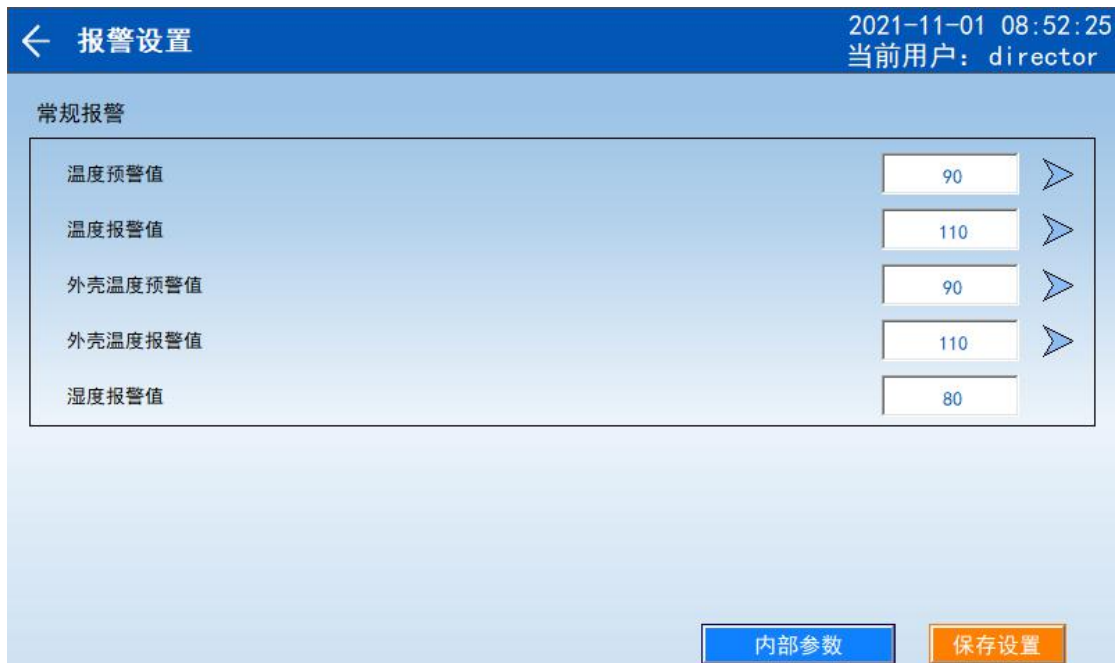 报警设置
2021-11-01 08:52:25
当前用户: director
常规报警
温度预警值 90
温度报警值 110
外壳温度预警值 90
外壳温度报警值 110
湿度报警值 80
内部参数 保存设置